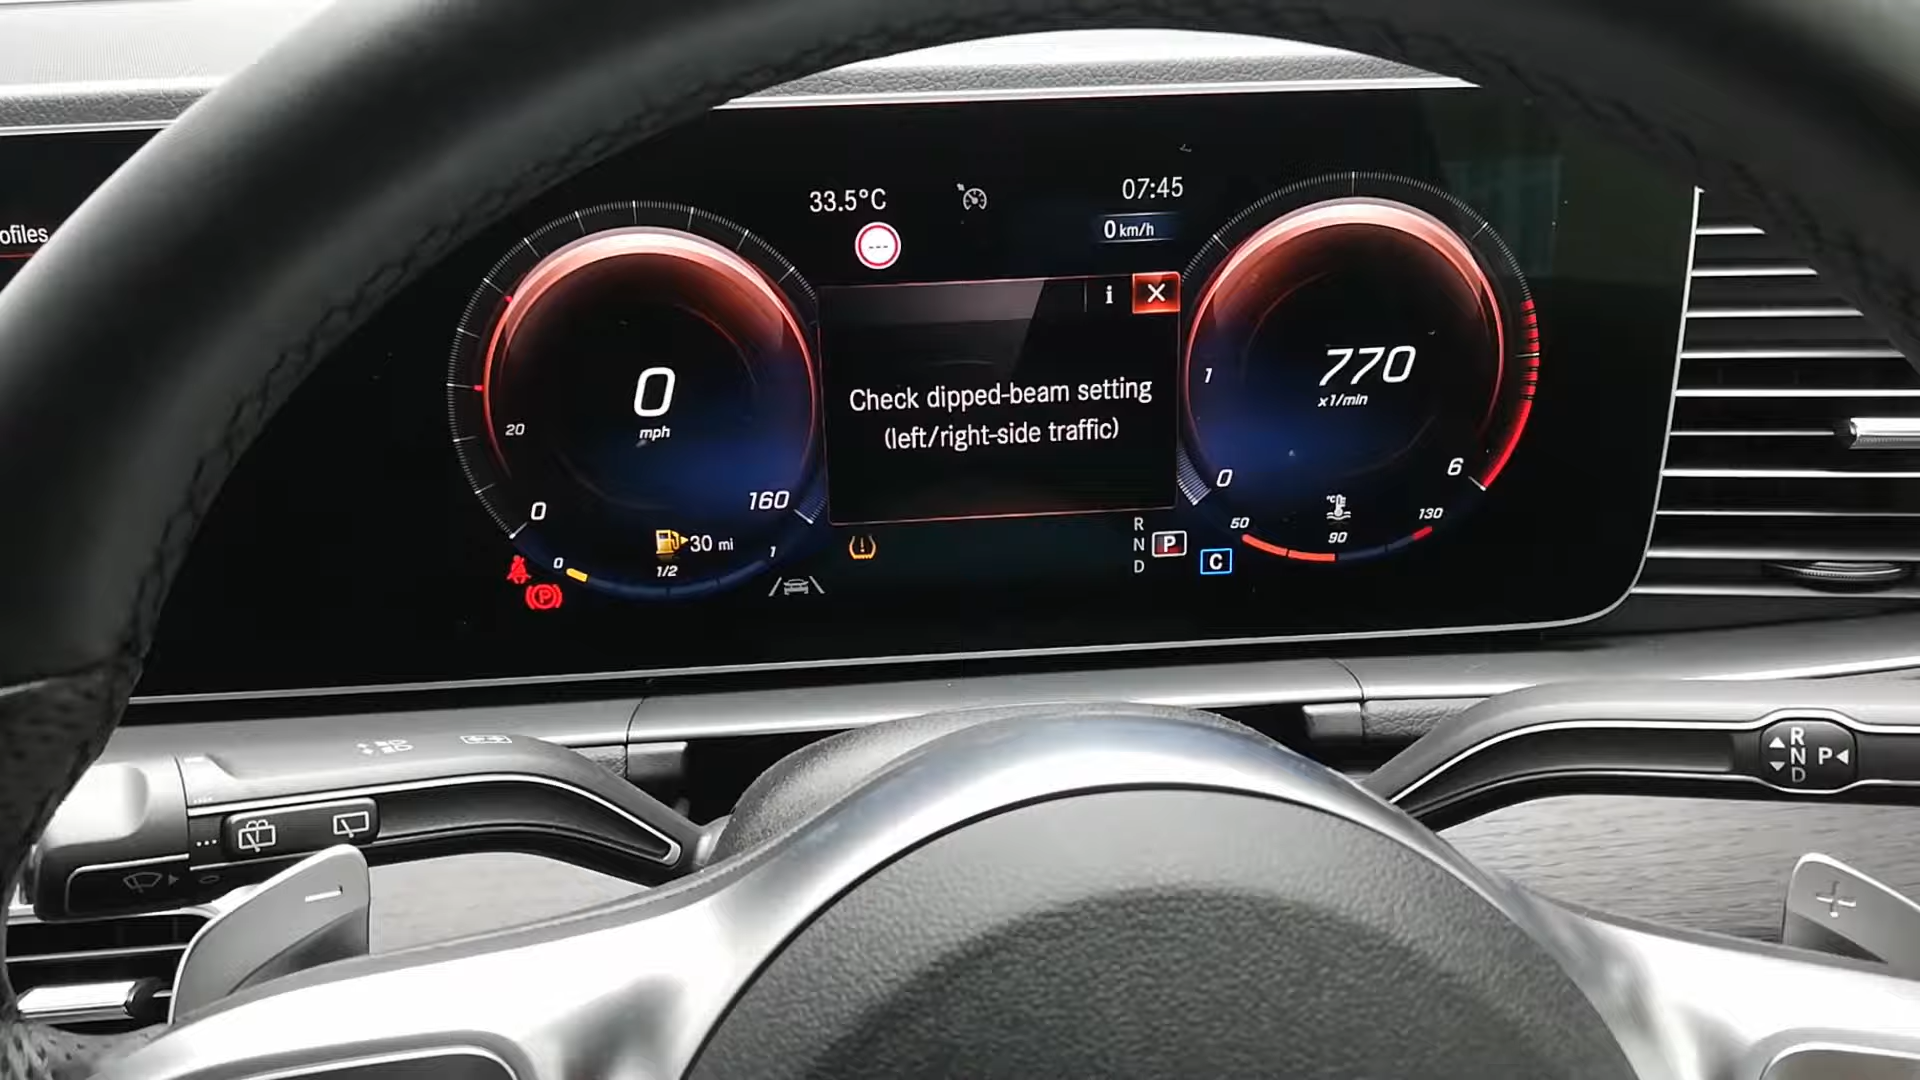 ofiles
33.5°C
07:45
---
0 km/h
i
Check dipped-beam setting
(left/right-side traffic)
0
mph
20
0
160
770
x1/min
1
0
6
30 mi
0
1/2
1
R
N
D
P
C
°C
50
90
130
P
R
N
D
P